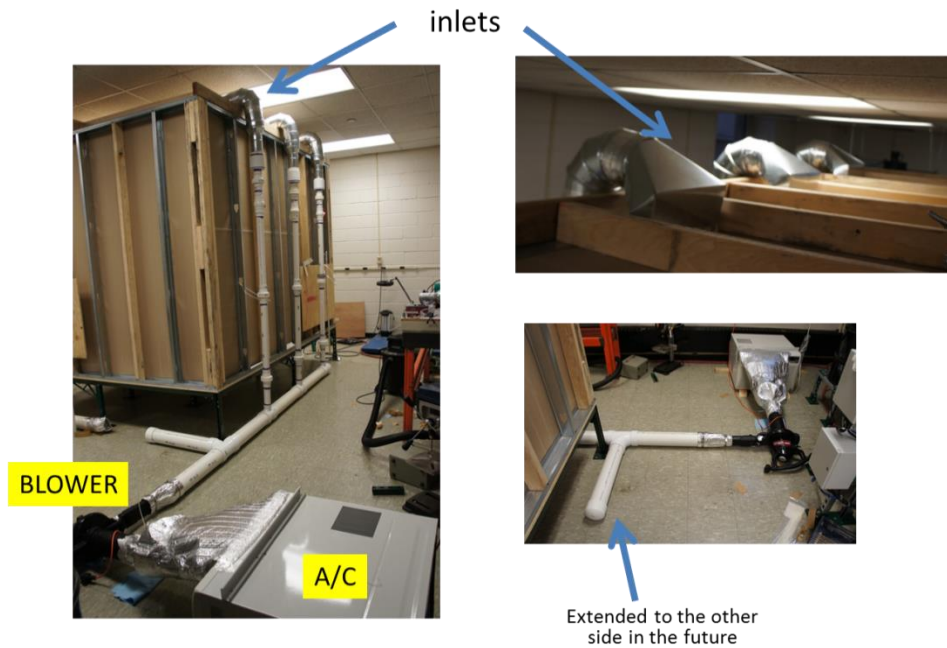 inlets
BLOWER
A/C
Extended to the other
side in the future